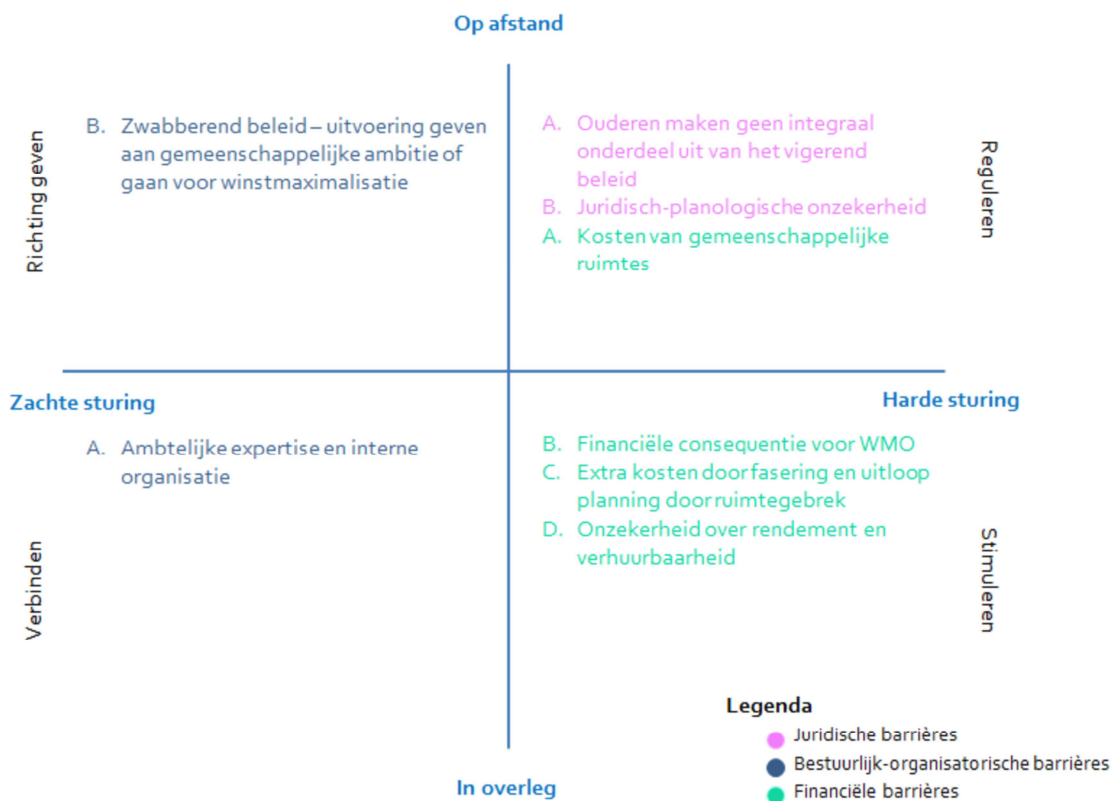 Op afstand
Richting geven
B. Zwabberend beleid – uitvoering geven
aan gemeenschappelijke ambitie of
gaan voor winstmaximalisatie
A. Ouderen maken geen integraal
onderdeel uit van het vigerend
beleid
B. Juridisch-planologische onzekerheid
A. Kosten van gemeenschappelijke
ruimtes
Reguleren
Zachte sturing
Harde sturing
Verbinden
A. Ambtelijke expertise en interne
organisatie
B. Financiële consequentie voor WMO
C. Extra kosten door fasering en uitloop
planning door ruimtegebrek
D. Onzekerheid over rendement en
verhuurbaarheid
Stimuleren
In overleg
Legenda
Juridische barrières
Bestuurlijk-organisatorische barrières
Financiële barrières